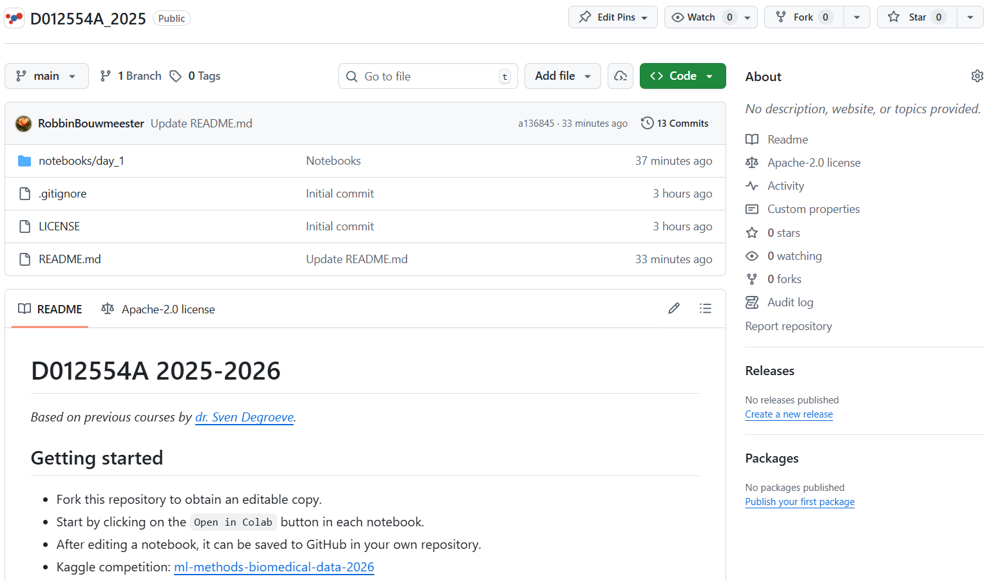 D012554A_2025 Public Edit Pins Watch 0 Fork 0 Star 0
main 1 Branch 0 Tags Go to file t Add file Code
RobbinBouwmeester Update README.md a136845 · 33 minutes ago 13 Commits
notebooks/day_1 Notebooks 37 minutes ago
.gitignore Initial commit 3 hours ago
LICENSE Initial commit 3 hours ago
README.md Update README.md 33 minutes ago
README Apache-2.0 license
D012554A 2025-2026
Based on previous courses by dr. Sven Degroeve.
Getting started
Fork this repository to obtain an editable copy.
Start by clicking on the Open in Colab button in each notebook.
After editing a notebook, it can be saved to GitHub in your own repository.
Kaggle competition: ml-methods-biomedical-data-2026
About
No description, website, or topics provided.
Readme
Apache-2.0 license
Activity
Custom properties
0 stars
0 watching
0 forks
Audit log
Report repository
Releases
No releases published
Create a new release
Packages
No packages published
Publish your first package